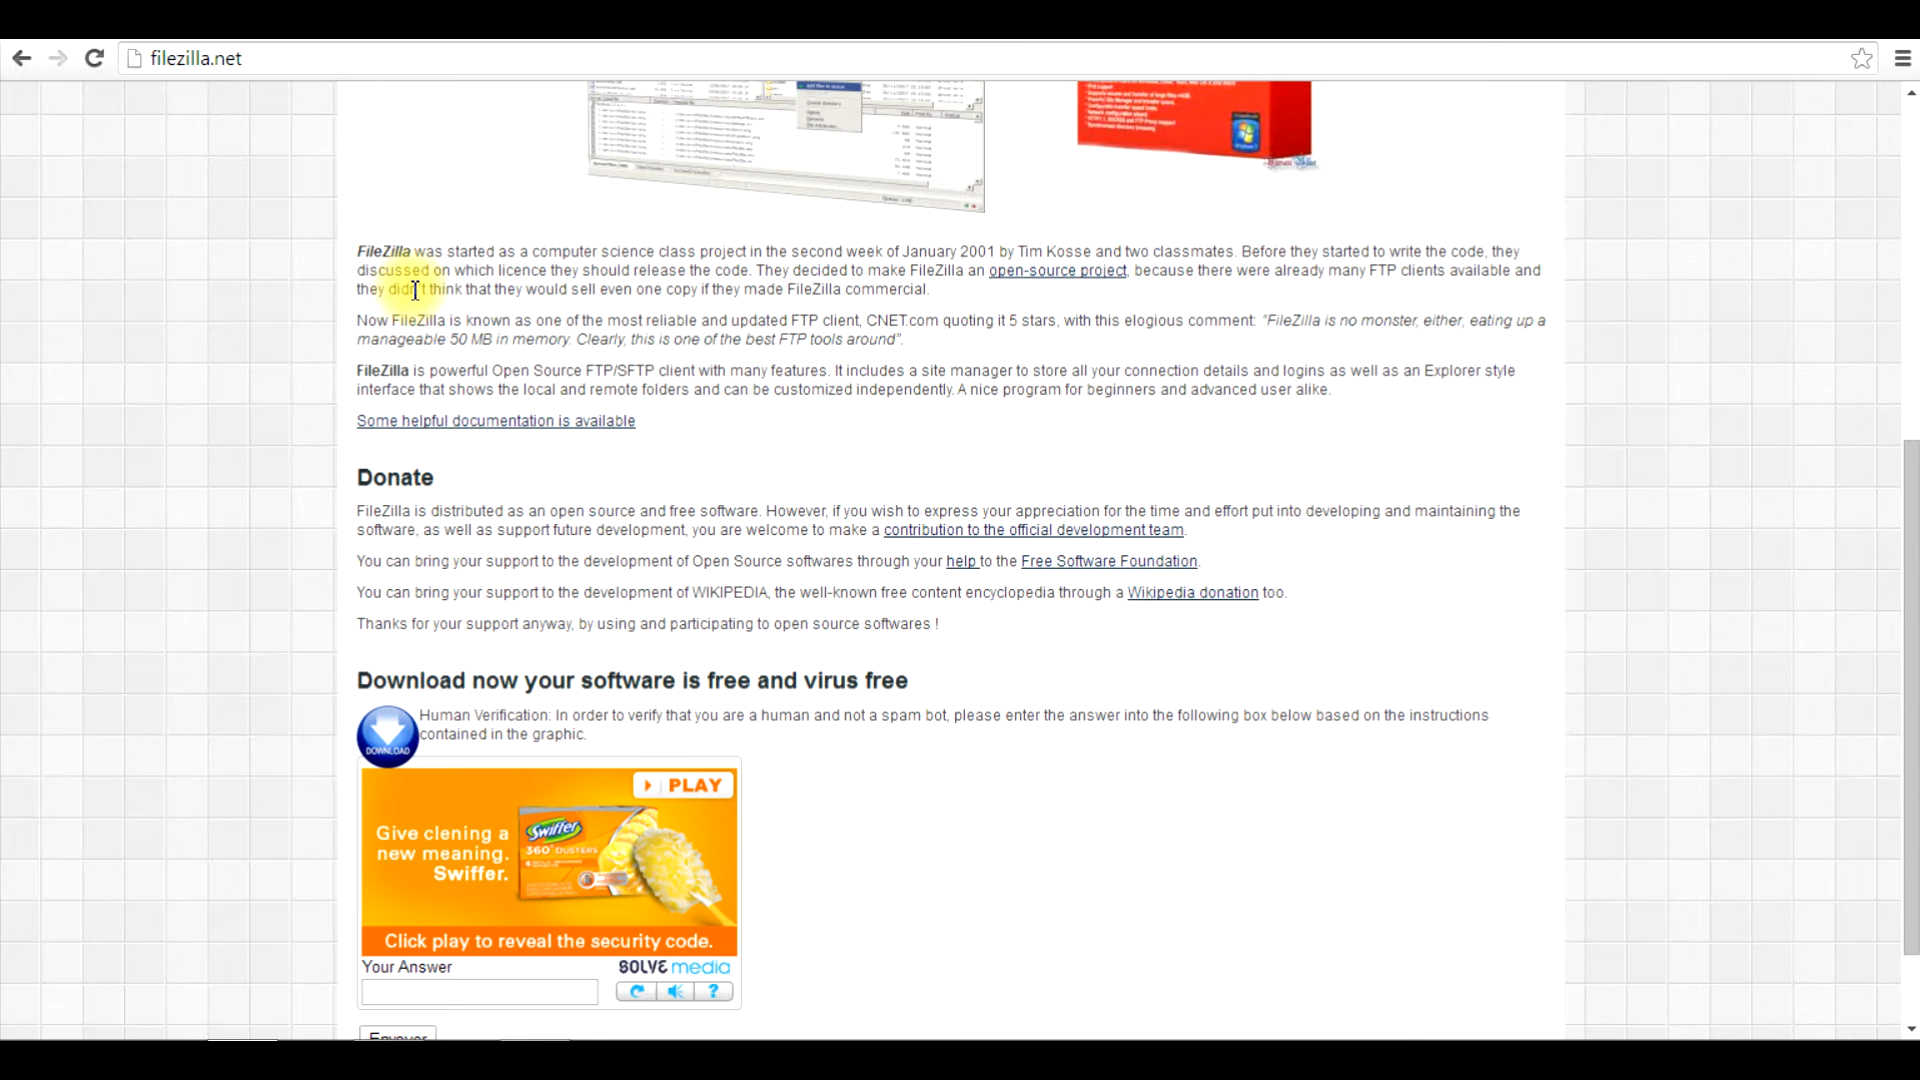 filezilla.net
FileZilla was started as a computer science class project in the second week of January 2001 by Tim Kosse and two classmates. Before they started to write the code, they
discussed on which licence they should release the code. They decided to make FileZilla an open-source project, because there were already many FTP clients available and
they didn't think that they would sell even one copy if they made FileZilla commercial.
Now FileZilla is known as one of the most reliable and updated FTP client, CNET.com quoting it 5 stars, with this elogious comment: “FileZilla is no monster, either, eating up a
manageable 50 MB in memory. Clearly, this is one of the best FTP tools around”.
FileZilla is powerful Open Source FTP/SFTP client with many features. It includes a site manager to store all your connection details and logins as well as an Explorer style
interface that shows the local and remote folders and can be customized independently. A nice program for beginners and advanced user alike.
Some helpful documentation is available
Donate
FileZilla is distributed as an open source and free software. However, if you wish to express your appreciation for the time and effort put into developing and maintaining the
software, as well as support future development, you are welcome to make a contribution to the official development team.
You can bring your support to the development of Open Source softwares through your help to the Free Software Foundation.
You can bring your support to the development of WIKIPEDIA, the well-known free content encyclopedia through a Wikipedia donation too.
Thanks for your support anyway, by using and participating to open source softwares !
Download now your software is free and virus free
Human Verification: In order to verify that you are a human and not a spam bot, please enter the answer into the following box below based on the instructions
contained in the graphic.
DOWNLOAD
PLAY
Give clening a
new meaning.
Swiffer.
Swiffer
360° DUSTERS
Click play to reveal the security code.
Your Answer
SOLVE media
?
Envoyer